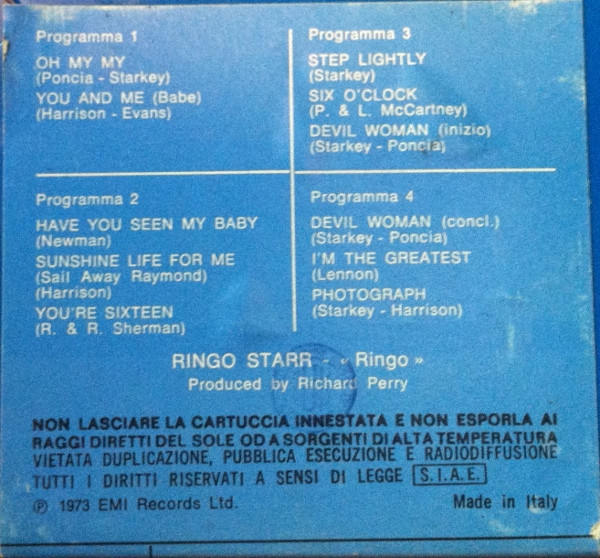 Programma 1
OH MY MY
(Poncia - Starkey)
YOU AND ME (Babe)
(Harrison - Evans)
Programma 3
STEP LIGHTLY
(Starkey)
SIX O'CLOCK
(P. & L. McCartney)
DEVIL WOMAN (inizio)
(Starkey - Poncia)
Programma 2
HAVE YOU SEEN MY BABY
(Newman)
SUNSHINE LIFE FOR ME
(Sail Away Raymond)
(Harrison)
YOU'RE SIXTEEN
(R. & R. Sherman)
Programma 4
DEVIL WOMAN (concl.)
(Starkey - Poncia)
I'M THE GREATEST
(Lennon)
PHOTOGRAPH
(Starkey - Harrison)
RINGO STARR - « Ringo »
Produced by Richard Perry
NON LASCIARE LA CARTUCCIA INNESTATA E NON ESPORLA AI
RAGGI DIRETTI DEL SOLE OD A SORGENTI DI ALTA TEMPERATURA
VIETATA DUPLICAZIONE, PUBBLICA ESECUZIONE E RADIODIFFUSIONE
TUTTI I DIRITTI RISERVATI A SENSI DI LEGGE S.I.A.E.
℗ 1973 EMI Records Ltd. Made in Italy